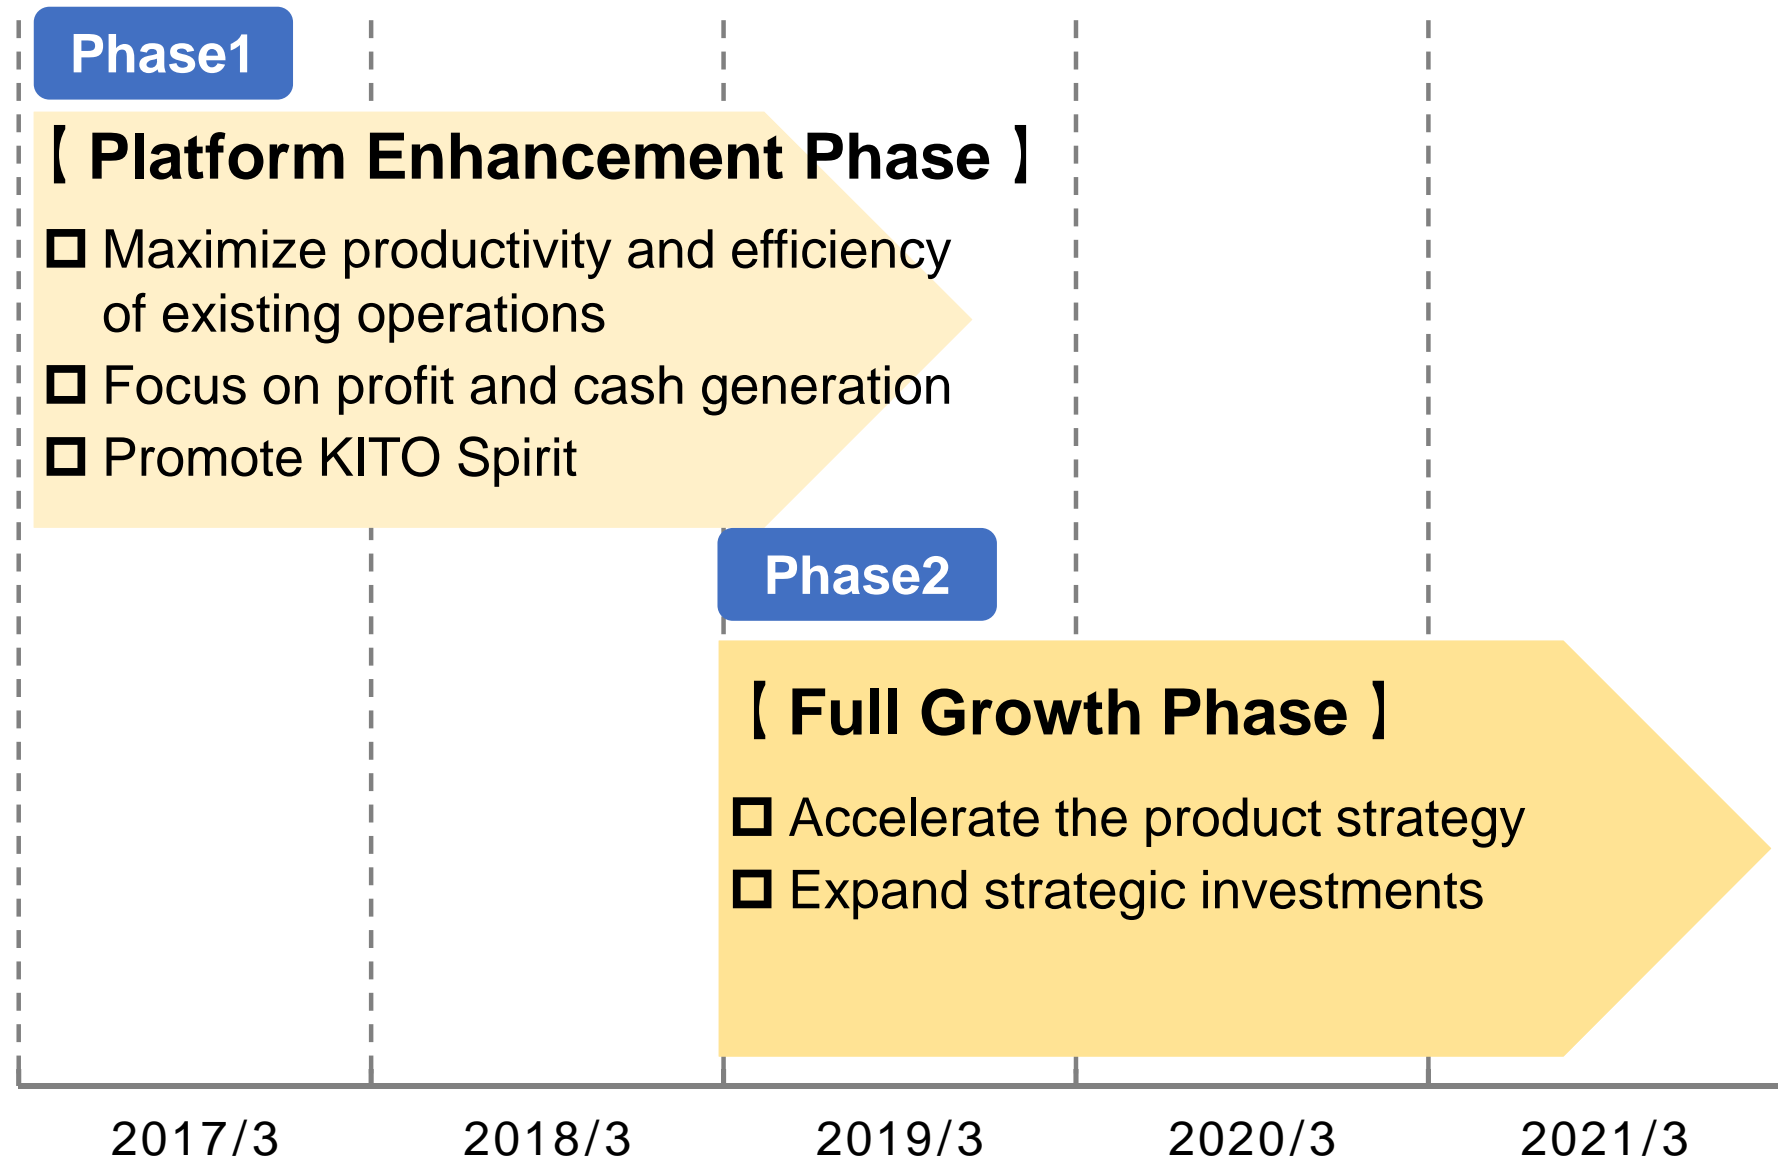 Phase1
【 Platform Enhancement Phase 】
Maximize productivity and efficiency
of existing operations
Focus on profit and cash generation
Promote KITO Spirit
Phase2
【 Full Growth Phase 】
Accelerate the product strategy
Expand strategic investments
2017/3 2018/3 2019/3 2020/3 2021/3